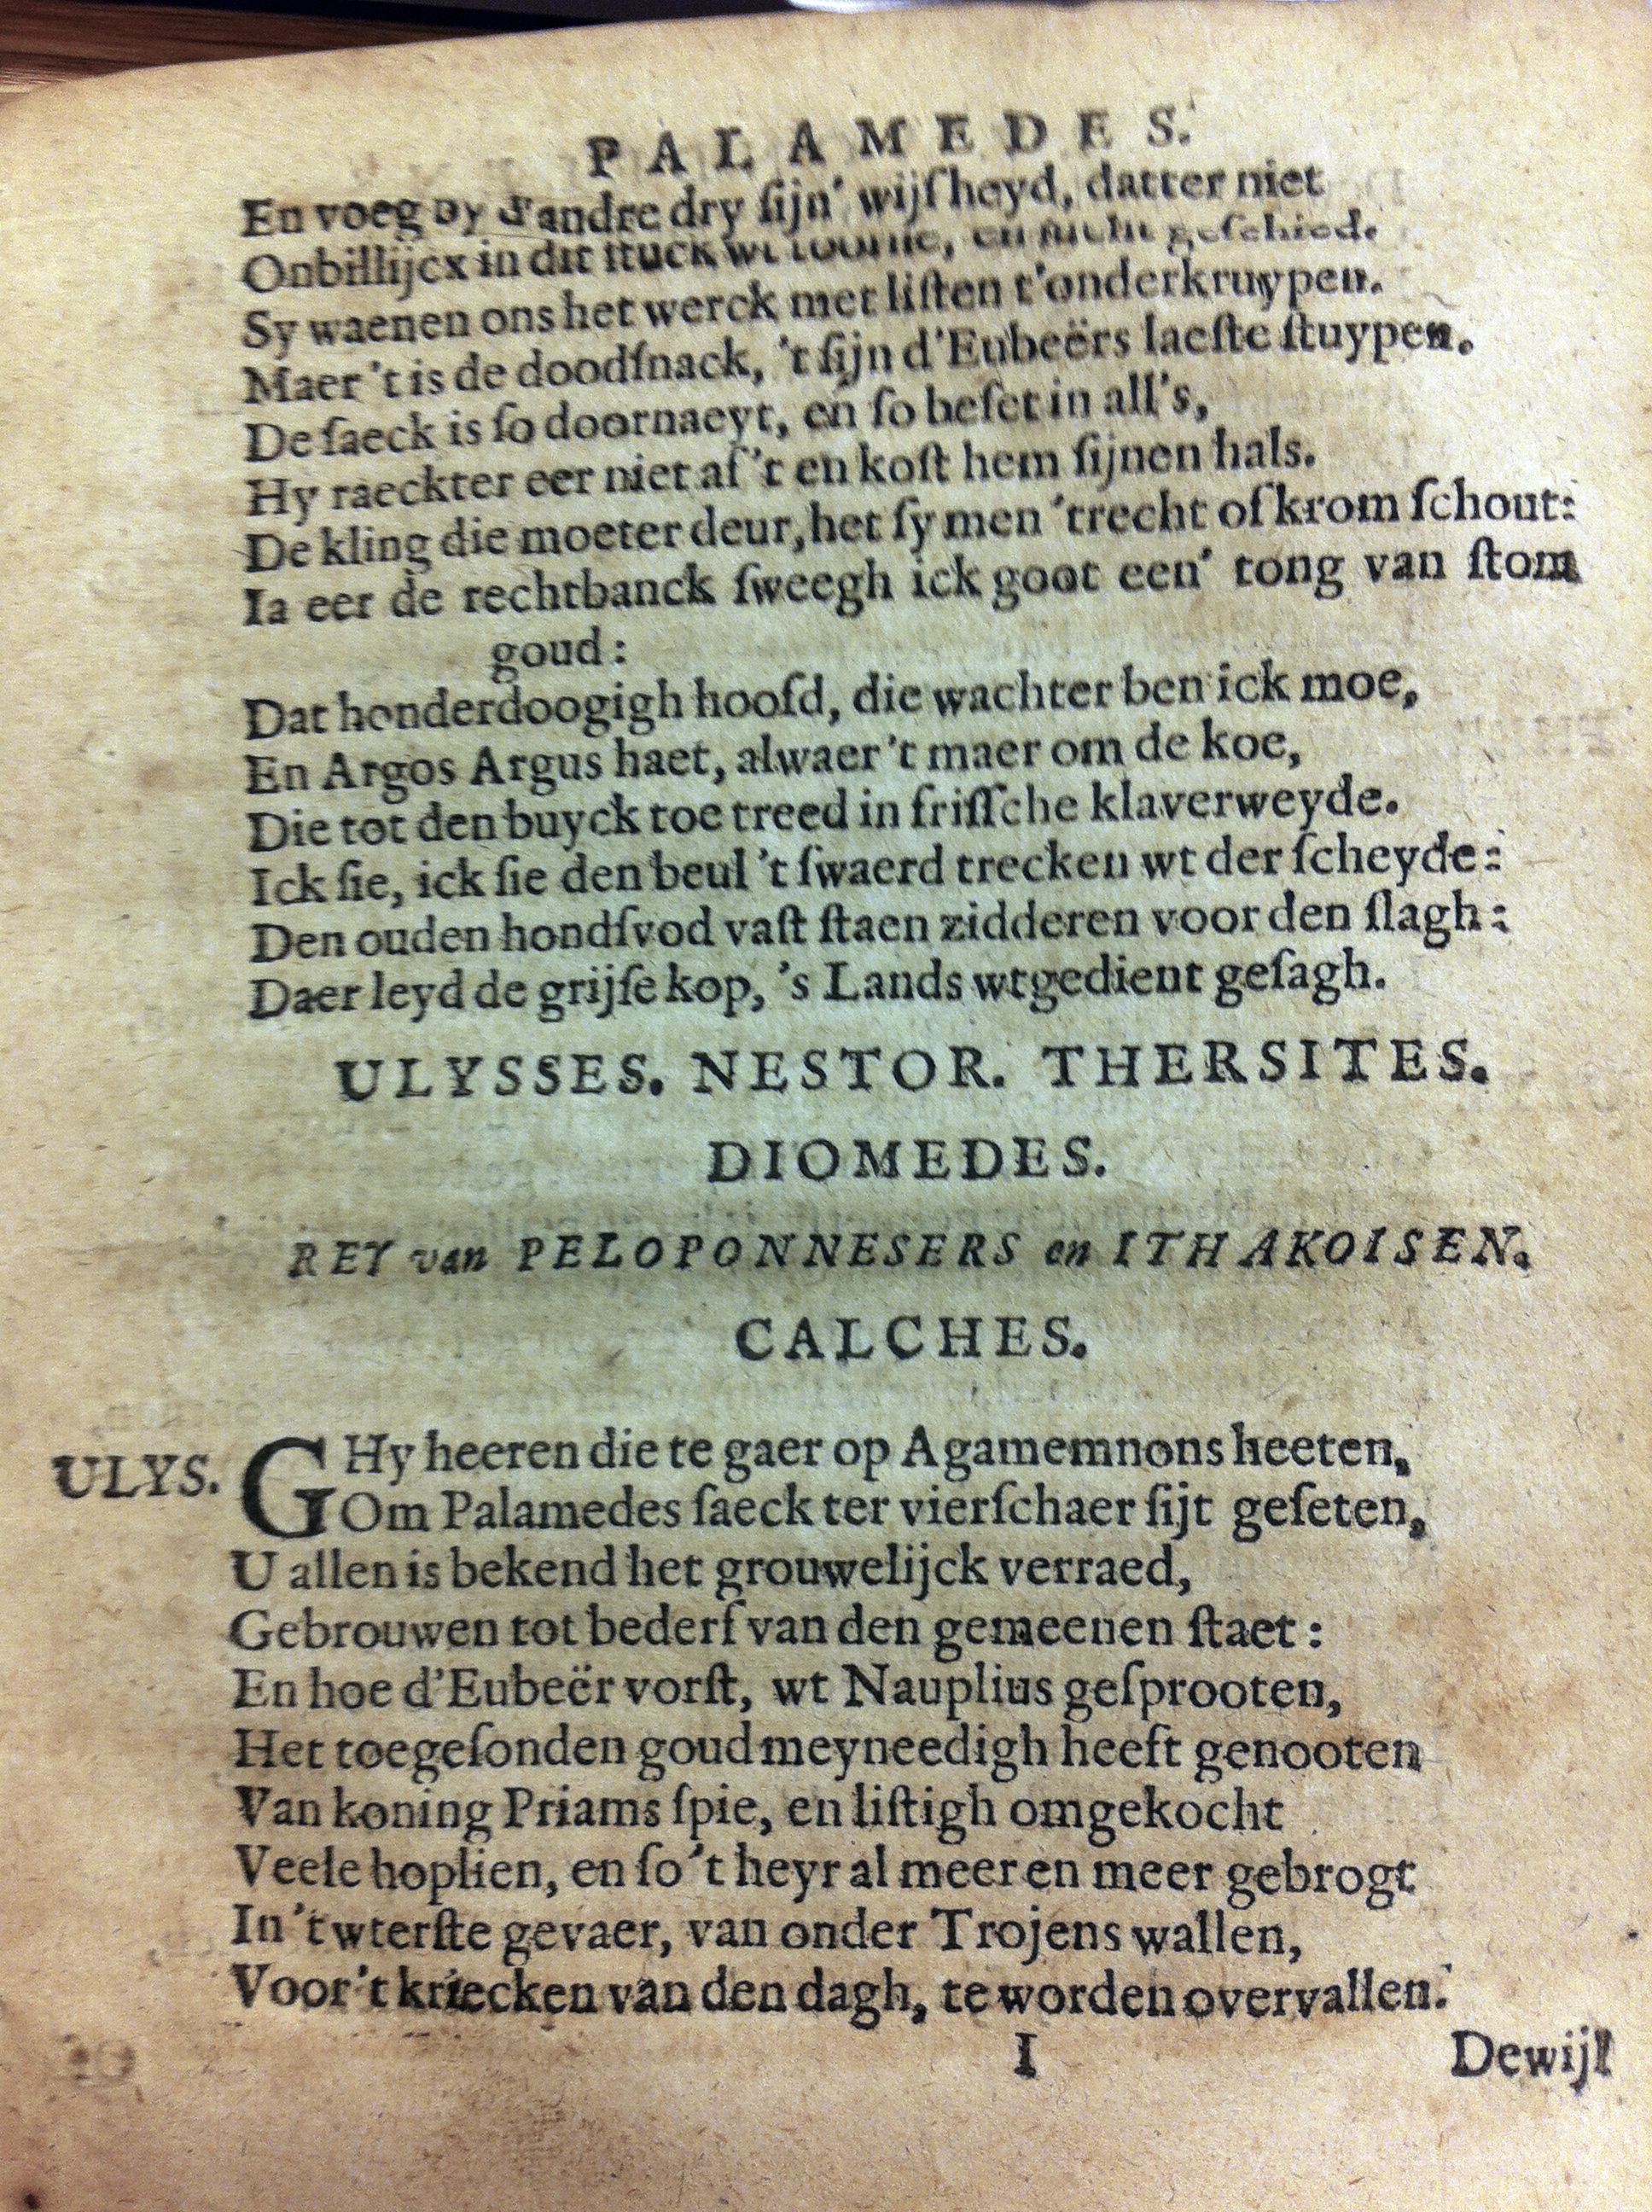 PALAMEDES.
En voeg by d'andre dry ſijn' wijſheyd, datter niet
Onbillijcx in dit ſtuck wt toorne, en geſchied.
Sy waenen ons het werck met liſten t'onderkruypen.
Maer 't is de doodſnack, 't ſijn d'Eubeërs laeſte ſtuypen.
De ſaeck is ſo doornaeyt, en ſo beſet in all's,
Hy raeckter eer niet af 't en koſt hem ſijnen hals.
De kling die moeter deur, het ſy men 't recht of krom ſchout:
Ia eer de rechtbanck ſweegh ick goot een' tong van ſtom
goud:
Dat honderdoogigh hoofd, die wachter ben ick moe,
En Argos Argus haet, alwaer 't maer om de koe,
Die tot den buyck toe treed in friſſche klaverweyde.
Ick ſie, ick ſie den beul 't ſwaerd trecken wt der ſcheyde:
Den ouden hondſvod vaſt ſtaen zidderen voor den ſlagh:
Daer leyd de grijſe kop, 's Lands wtgedient geſagh.
ULYSSES. NESTOR. THERSITES.
DIOMEDES.
REY van PELOPONNESERS en ITHAKOISEN.
CALCHES.
ULYS. GHy heeren die te gaer op Agamemnons heeten,
Om Palamedes ſaeck ter vierſchaer ſijt geſeten,
U allen is bekend het grouwelijck verraed,
Gebrouwen tot bederf van den gemeenen ſtaet:
En hoe d'Eubeër vorſt, wt Nauplius geſprooten,
Het toegeſonden goud meyneedigh heeft genooten
Van koning Priams ſpie, en liſtigh omgekocht
Veele hoplien, en ſo 't heyr al meer en meer gebrogt
In 't wterſte gevaer, van onder Trojens wallen,
Voor 't kriecken van den dagh, te worden overvallen.
I
Dewijl